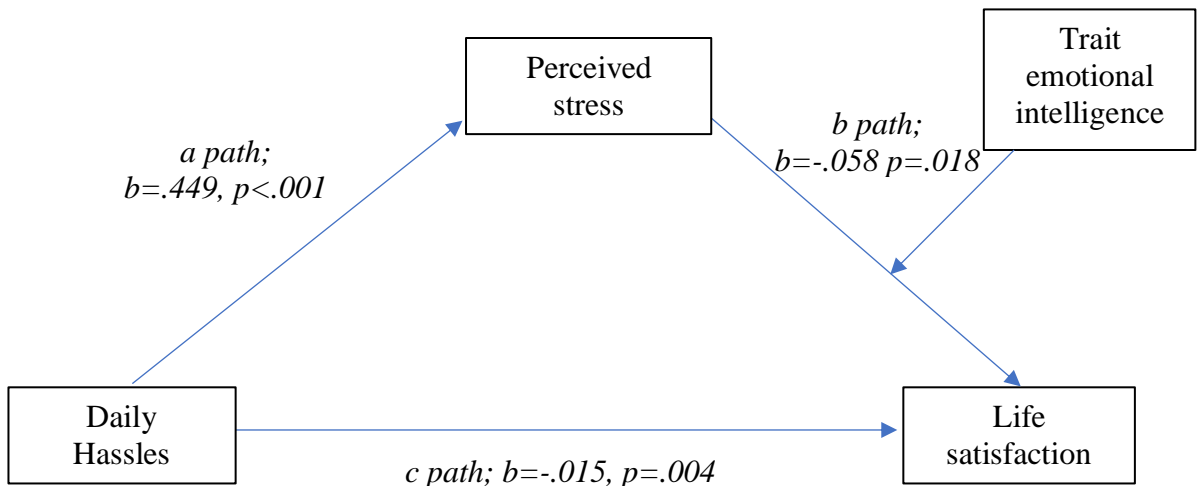 Trait
emotional
intelligence
Perceived
stress
b path;
b=-.058 p=.018
a path;
b=.449, p<.001
Daily
Hassles
Life
satisfaction
c path; b=-.015, p=.004